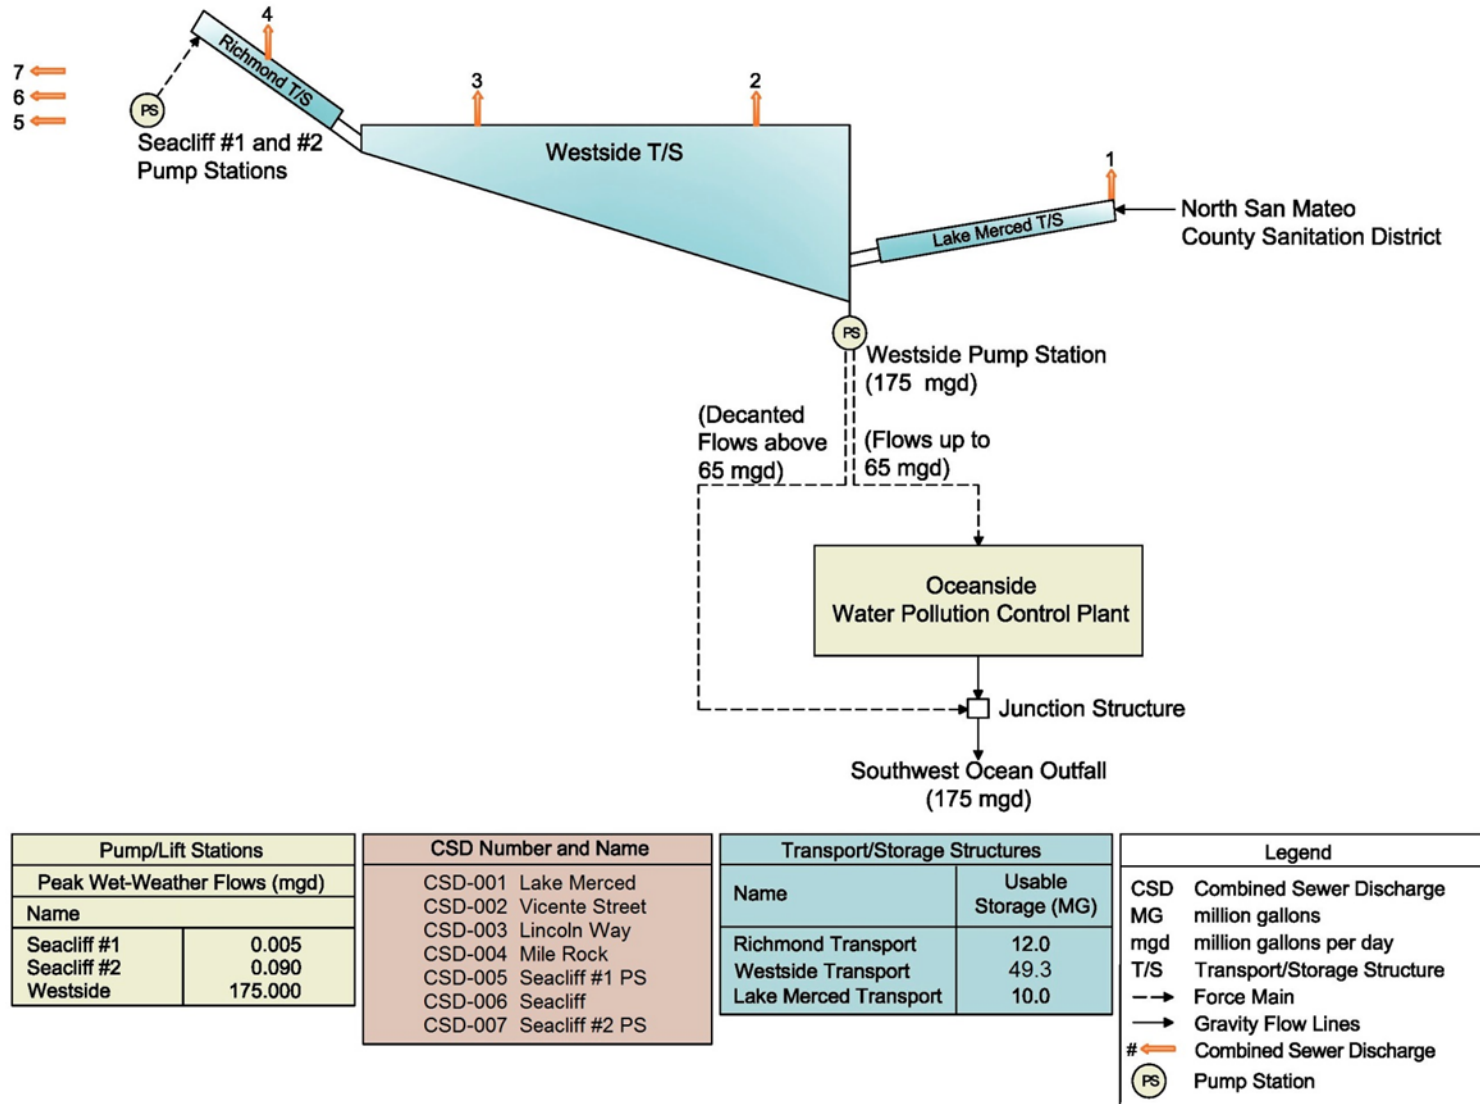 4
Richmond T/S
7
6
5
PS
Seacliff #1 and #2
Pump Stations
3
2
Westside T/S
1
Lake Merced T/S
North San Mateo
County Sanitation District
PS
Westside Pump Station
(175 mgd)
(Decanted
Flows above
65 mgd)
(Flows up to
65 mgd)
Oceanside
Water Pollution Control Plant
Junction Structure
Southwest Ocean Outfall
(175 mgd)
Pump/Lift Stations
Peak Wet-Weather Flows (mgd)
Name
Seacliff #1 0.005
Seacliff #2 0.090
Westside 175.000
CSD Number and Name
CSD-001 Lake Merced
CSD-002 Vicente Street
CSD-003 Lincoln Way
CSD-004 Mile Rock
CSD-005 Seacliff #1 PS
CSD-006 Seacliff
CSD-007 Seacliff #2 PS
Transport/Storage Structures
Name
Usable
Storage (MG)
Richmond Transport 12.0
Westside Transport 49.3
Lake Merced Transport 10.0
Legend
CSD Combined Sewer Discharge
MG million gallons
mgd million gallons per day
T/S Transport/Storage Structure
Force Main
Gravity Flow Lines
# Combined Sewer Discharge
PS Pump Station